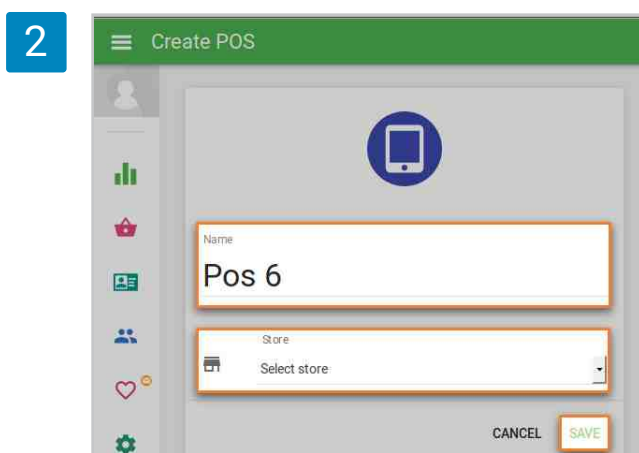 2
Create POS
Name
Pos 6
Store
Select store
CANCEL SAVE